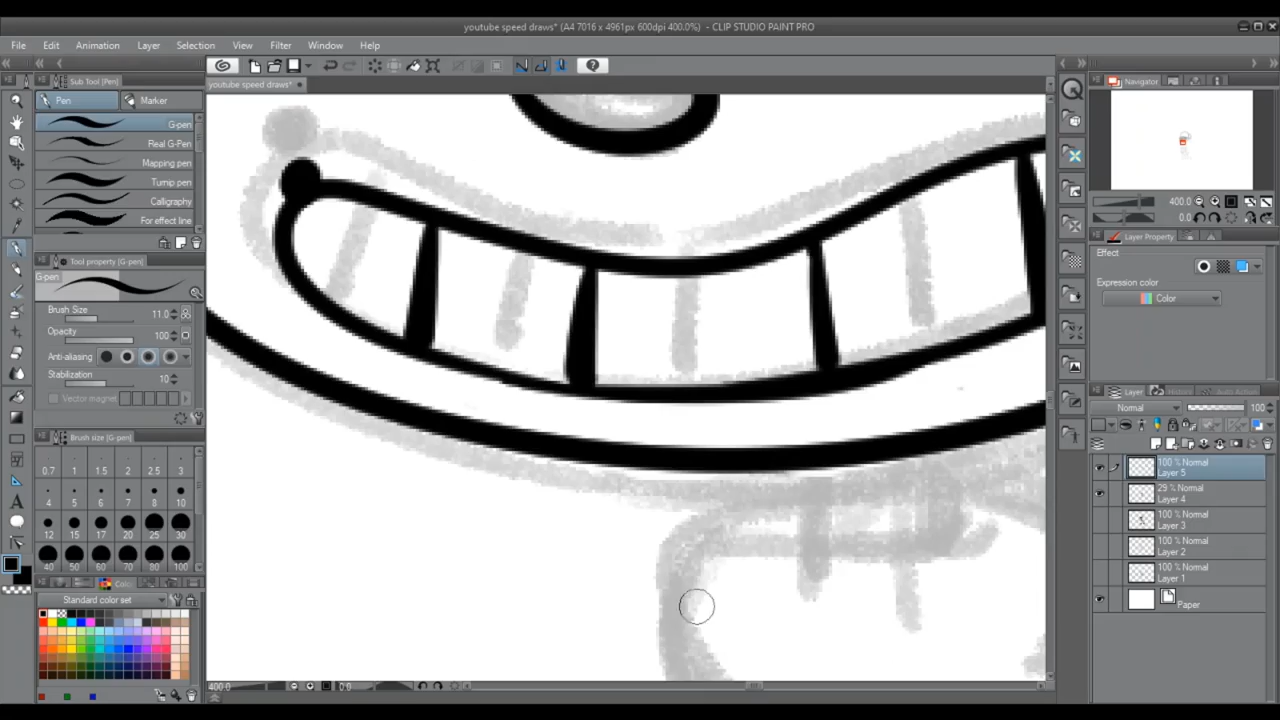 youtube speed draws* (A4 7016 x 4961px 600dpi 400.0%) - CLIP STUDIO PAINT PRO
File Edit Animation Layer Selection View Filter Window Help
youtube speed draws*
Sub Tool [Pen]
Pen Marker
G-pen
Real G-Pen
Mapping pen
Turnip pen
Calligraphy
For effect line
Tool property [G-pen]
G-pen
Brush Size 11.0
Opacity 100
Anti-aliasing
Stabilization 10
Vector magnet
Brush size [G-pen]
0.7 1 1.5 2 2.5 3
4 5 6 7 8 10
12 15 17 20 25 30
40 50 60 70 80 100
Standard color set
400.0 0.0
Navigator
400.0
0.0
Layer Property
Effect
Expression color
Color
Layer
Normal 100
100 % Normal
Layer 5
29 % Normal
Layer 4
100 % Normal
Layer 3
100 % Normal
Layer 2
100 % Normal
Layer 1
Paper